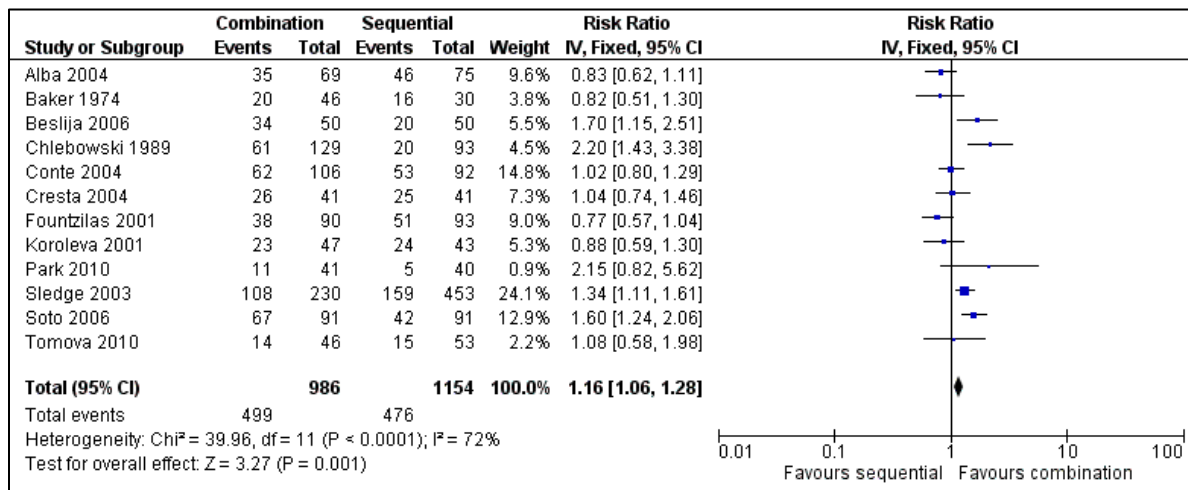 Combination Sequential Risk Ratio Risk Ratio
Study or Subgroup Events Total Events Total Weight IV, Fixed, 95% CI IV, Fixed, 95% CI
Alba 2004 35 69 46 75 9.6% 0.83 [0.62, 1.11]
Baker 1974 20 46 16 30 3.8% 0.82 [0.51, 1.30]
Beslija 2006 34 50 20 50 5.5% 1.70 [1.15, 2.51]
Chlebowski 1989 61 129 20 93 4.5% 2.20 [1.43, 3.38]
Conte 2004 62 106 53 92 14.8% 1.02 [0.80, 1.29]
Cresta 2004 26 41 25 41 7.3% 1.04 [0.74, 1.46]
Fountzilas 2001 38 90 51 93 9.0% 0.77 [0.57, 1.04]
Koroleva 2001 23 47 24 43 5.3% 0.88 [0.59, 1.30]
Park 2010 11 41 5 40 0.9% 2.15 [0.82, 5.62]
Sledge 2003 108 230 159 453 24.1% 1.34 [1.11, 1.61]
Soto 2006 67 91 42 91 12.9% 1.60 [1.24, 2.06]
Tomova 2010 14 46 15 53 2.2% 1.08 [0.58, 1.98]
Total (95% CI) 986 1154 100.0% 1.16 [1.06, 1.28]
Total events 499 476
Heterogeneity: Chi² = 39.96, df = 11 (P < 0.0001); I² = 72%
Test for overall effect: Z = 3.27 (P = 0.001)
0.01 0.1 1 10 100
Favours sequential Favours combination